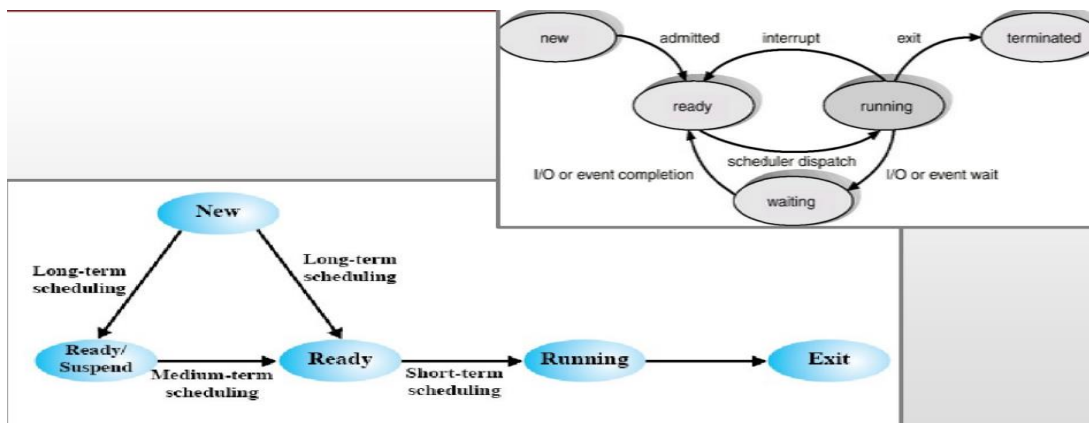 new
admitted
interrupt
exit
terminated
ready
running
scheduler dispatch
I/O or event completion
I/O or event wait
waiting
New
Long-term
scheduling
Long-term
scheduling
Ready/
Suspend
Medium-term
scheduling
Ready
Short-term
scheduling
Running
Exit